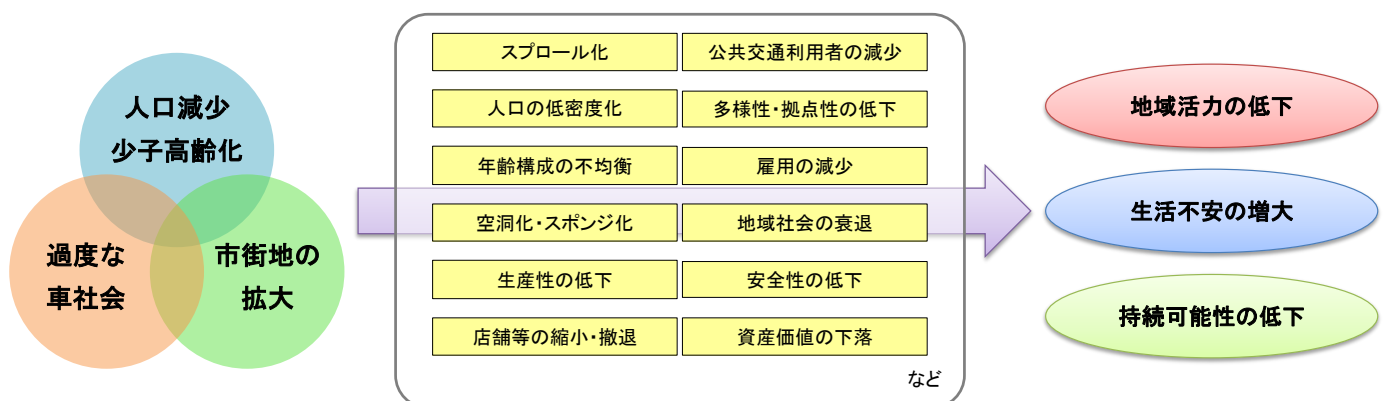 人口減少
少子高齢化
過度な
車社会
市街地の
拡大
スプロール化
公共交通利用者の減少
人口の低密度化
多様性・拠点性の低下
年齢構成の不均衡
雇用の減少
空洞化・スポンジ化
地域社会の衰退
生産性の低下
安全性の低下
店舗等の縮小・撤退
資産価値の下落
など
地域活力の低下
生活不安の増大
持続可能性の低下